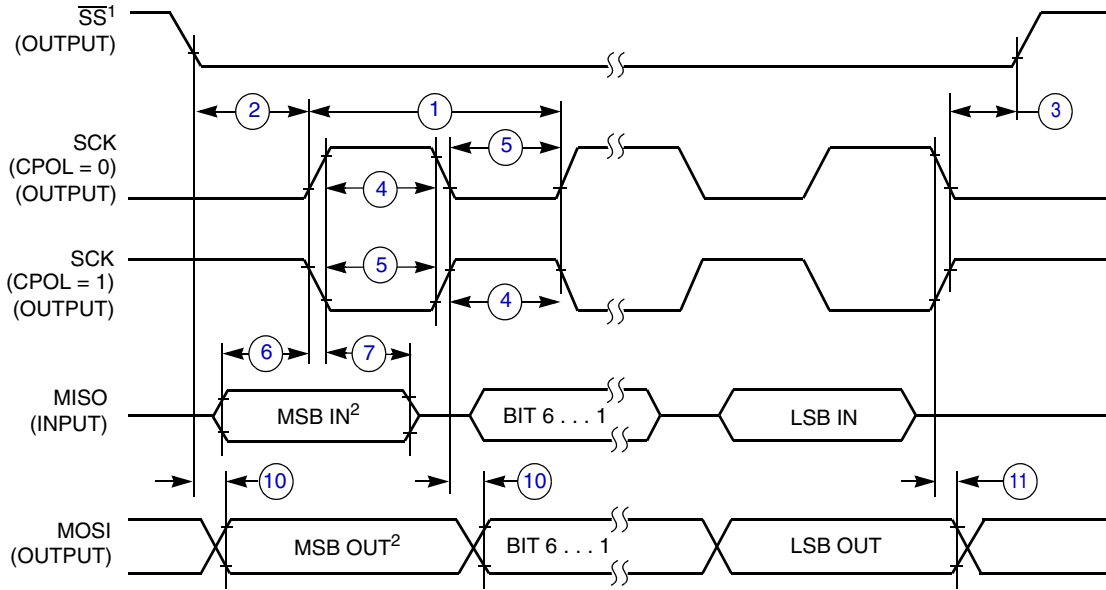 SS¹
(OUTPUT)
2
1
3
SCK
(CPOL = 0)
(OUTPUT)
5
4
SCK
(CPOL = 1)
(OUTPUT)
5
4
6
7
MISO
(INPUT)
MSB IN²
BIT 6 . . . 1
LSB IN
10
10
11
MOSI
(OUTPUT)
MSB OUT²
BIT 6 . . . 1
LSB OUT